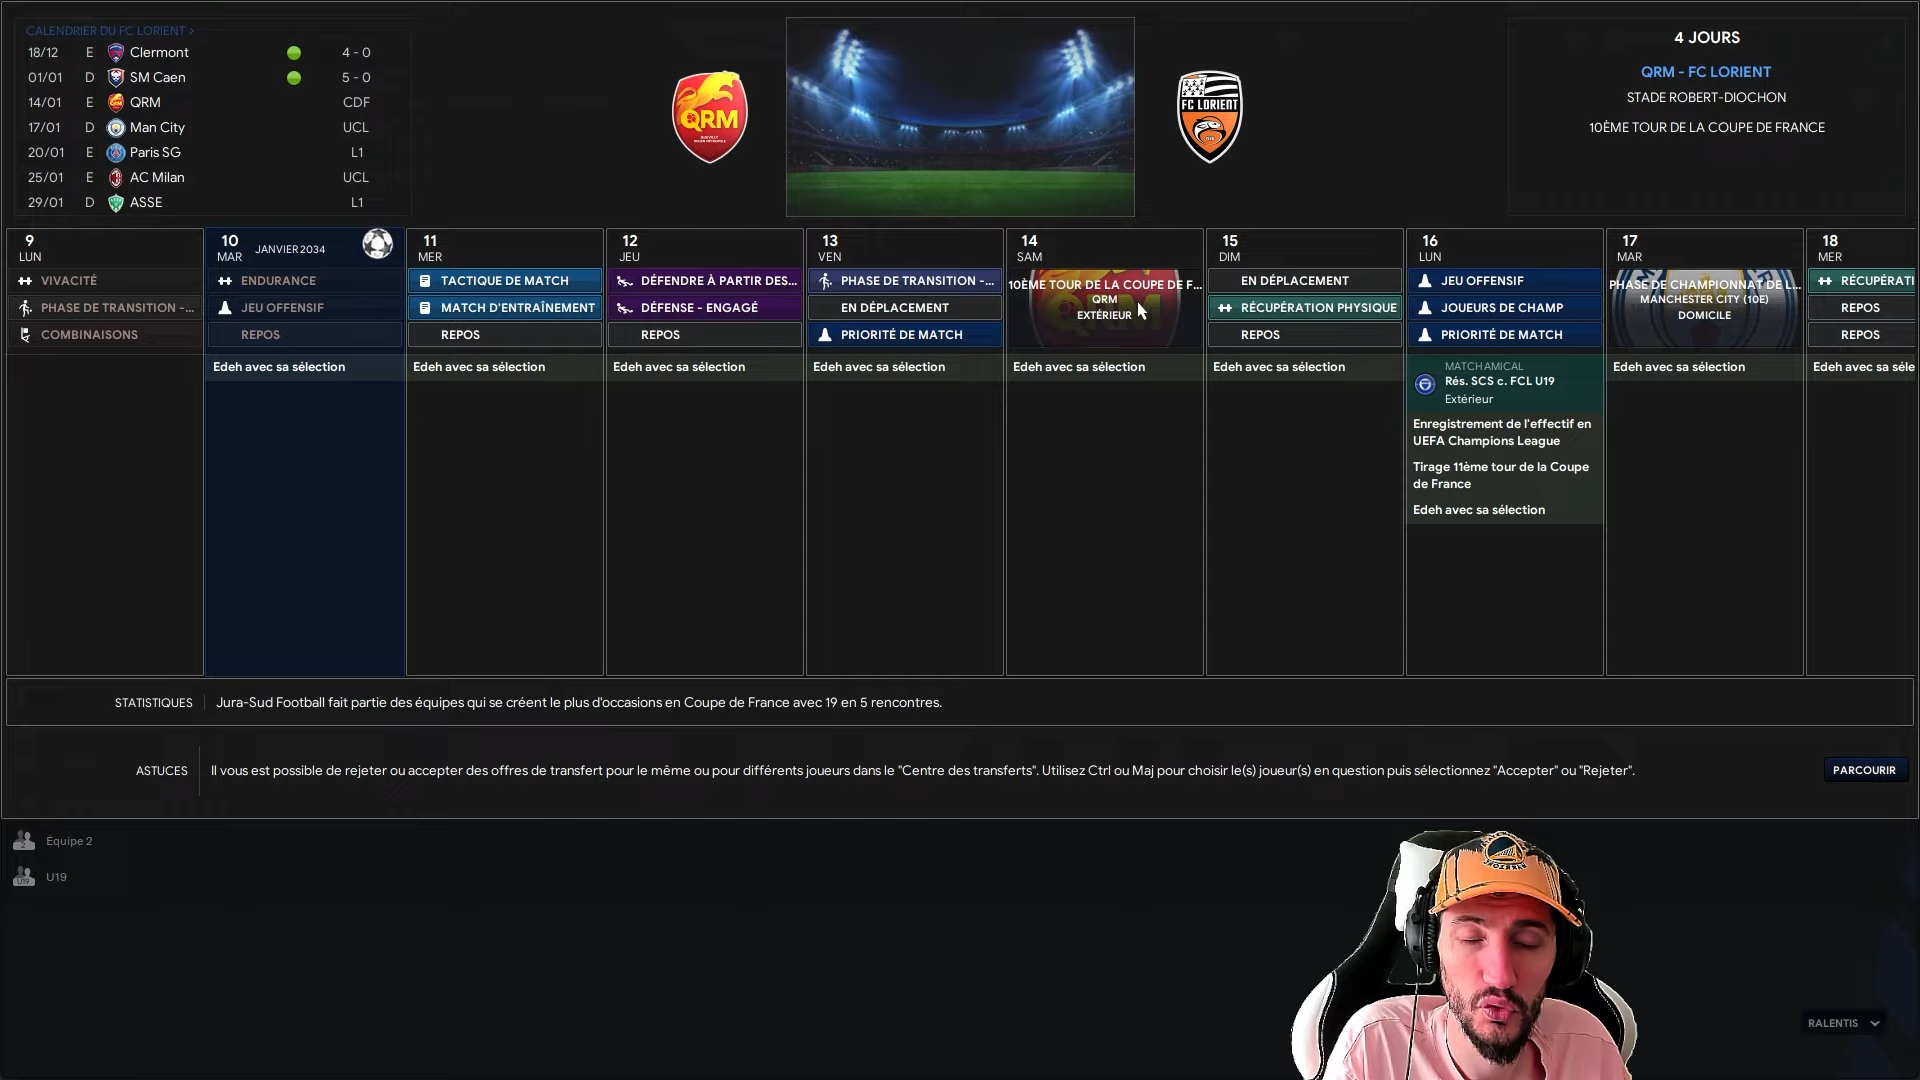 CALENDRIER DU FC LORIENT >
18/12 E Clermont 4 - 0
01/01 D SM Caen 5 - 0
14/01 E QRM CDF
17/01 D Man City UCL
20/01 E Paris SG L1
25/01 E AC Milan UCL
29/01 D ASSE L1
QRM
FC LORIENT
4 JOURS
QRM - FC LORIENT
STADE ROBERT-DIOCHON
10ÈME TOUR DE LA COUPE DE FRANCE
9
LUN
VIVACITÉ
PHASE DE TRANSITION -...
COMBINAISONS
10
MAR JANVIER 2034
ENDURANCE
JEU OFFENSIF
REPOS
Edeh avec sa sélection
11
MER
TACTIQUE DE MATCH
MATCH D'ENTRAÎNEMENT
REPOS
Edeh avec sa sélection
12
JEU
DÉFENDRE À PARTIR DES...
DÉFENSE - ENGAGÉ
REPOS
Edeh avec sa sélection
13
VEN
PHASE DE TRANSITION -...
EN DÉPLACEMENT
PRIORITÉ DE MATCH
Edeh avec sa sélection
14
SAM
10ÈME TOUR DE LA COUPE DE F...
QRM
EXTÉRIEUR
Edeh avec sa sélection
15
DIM
EN DÉPLACEMENT
RÉCUPÉRATION PHYSIQUE
REPOS
Edeh avec sa sélection
16
LUN
JEU OFFENSIF
JOUEURS DE CHAMP
PRIORITÉ DE MATCH
MATCH AMICAL
Rés. SCS c. FCL U19
Extérieur
Enregistrement de l'effectif en
UEFA Champions League
Tirage 11ème tour de la Coupe
de France
Edeh avec sa sélection
17
MAR
PHASE DE CHAMPIONNAT DE L...
MANCHESTER CITY (10E)
DOMICILE
Edeh avec sa sélection
18
MER
RÉCUPÉRATI
REPOS
REPOS
Edeh avec sa séle
STATISTIQUES Jura-Sud Football fait partie des équipes qui se créent le plus d'occasions en Coupe de France avec 19 en 5 rencontres.
ASTUCES Il vous est possible de rejeter ou accepter des offres de transfert pour le même ou pour différents joueurs dans le "Centre des transferts". Utilisez Ctrl ou Maj pour choisir le(s) joueur(s) en question puis sélectionnez "Accepter" ou "Rejeter".
PARCOURIR
Équipe 2
U19
RALENTIS